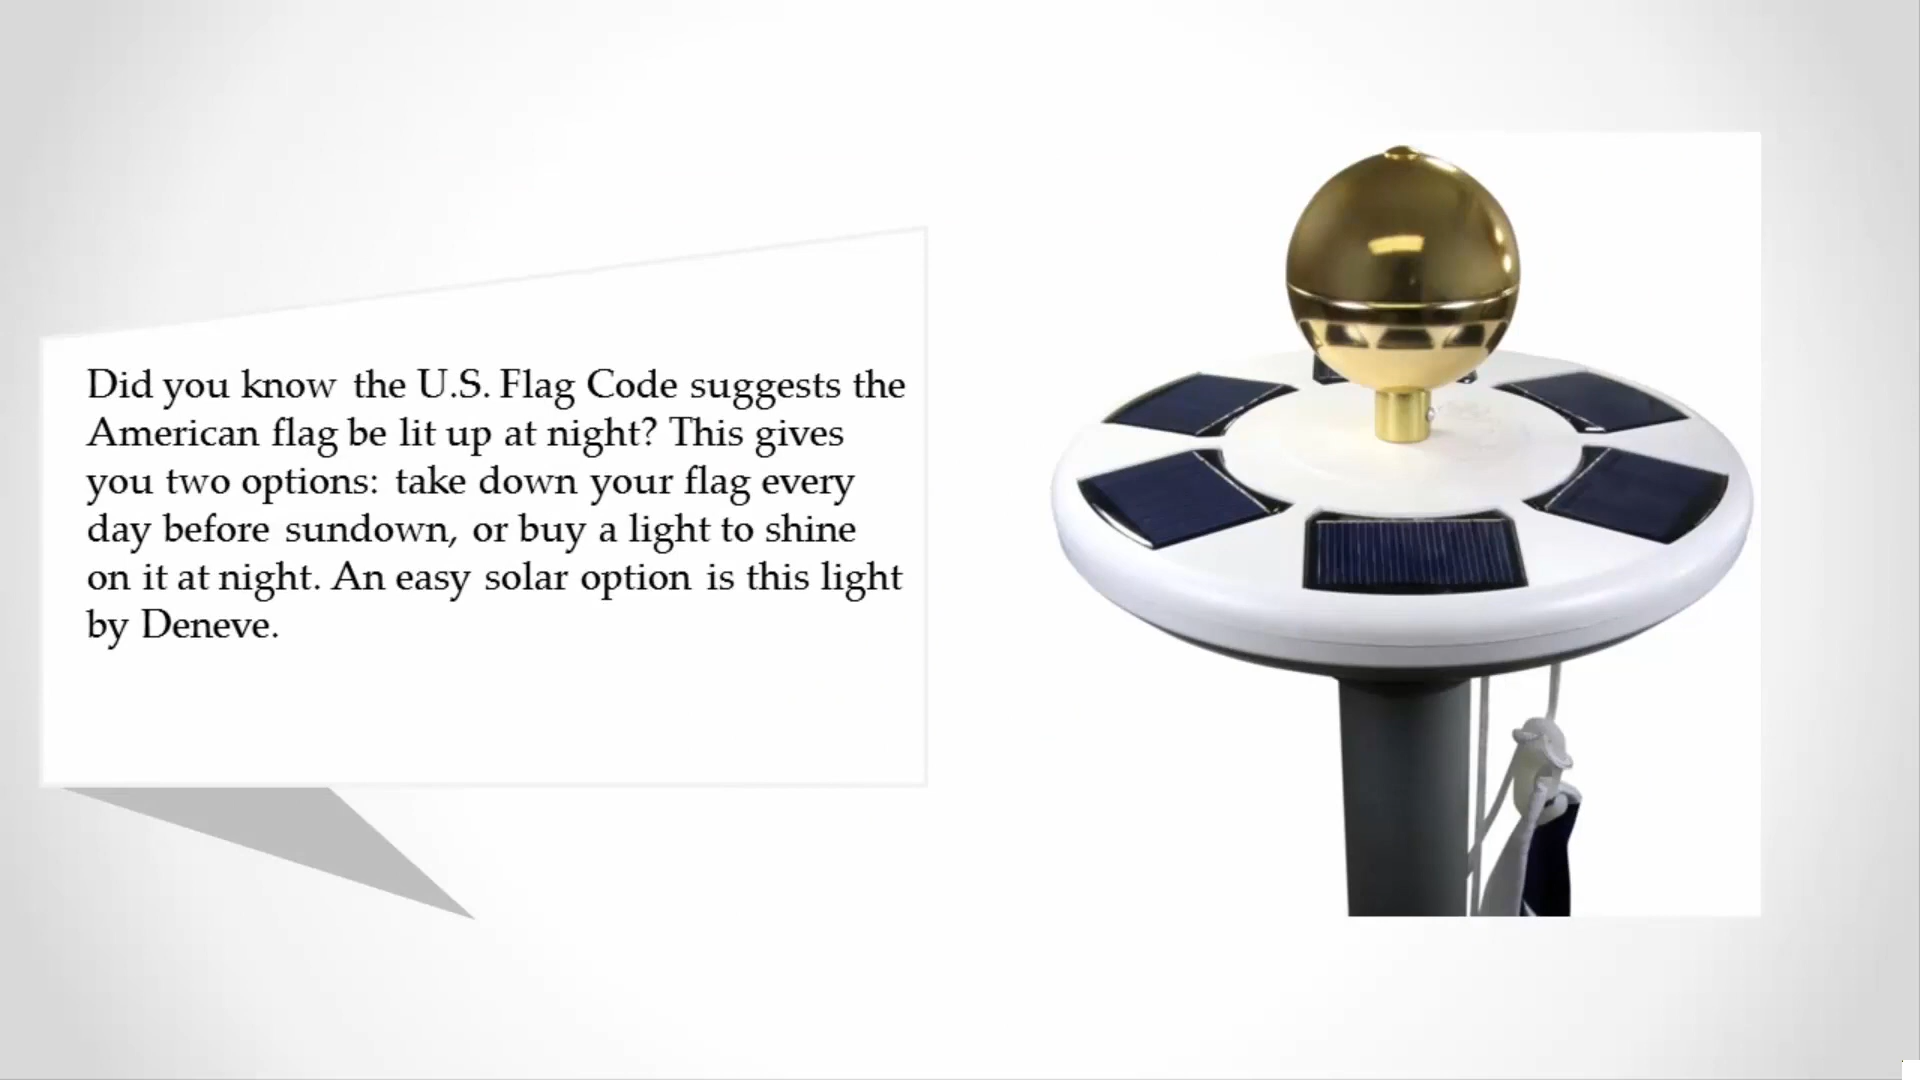 Did you know the U.S. Flag Code suggests the
American flag be lit up at night? This gives
you two options: take down your flag every
day before sundown, or buy a light to shine
on it at night. An easy solar option is this light
by Deneve.